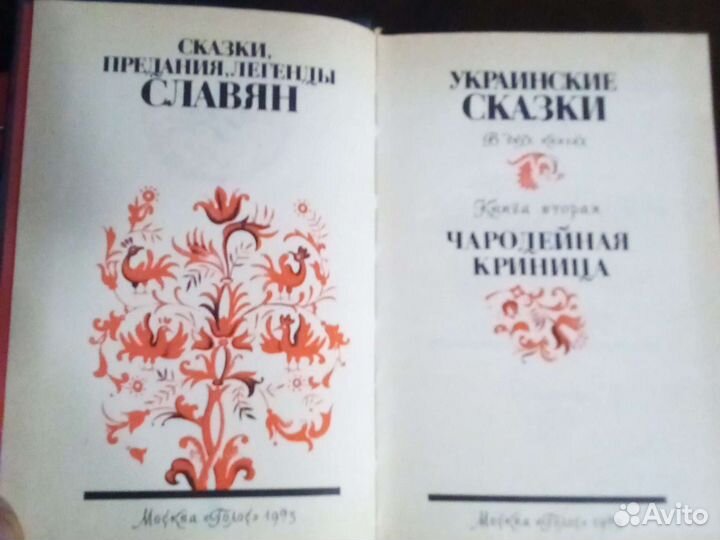 СКАЗКИ,
ПРЕДАНИЯ, ЛЕГЕНДЫ
СЛАВЯН
Москва «Голос» 1993
УКРАИНСКИЕ
СКАЗКИ
В двух книгах
Книга вторая
ЧАРОДЕЙНАЯ
КРИНИЦА
Москва «Голос»
Avito